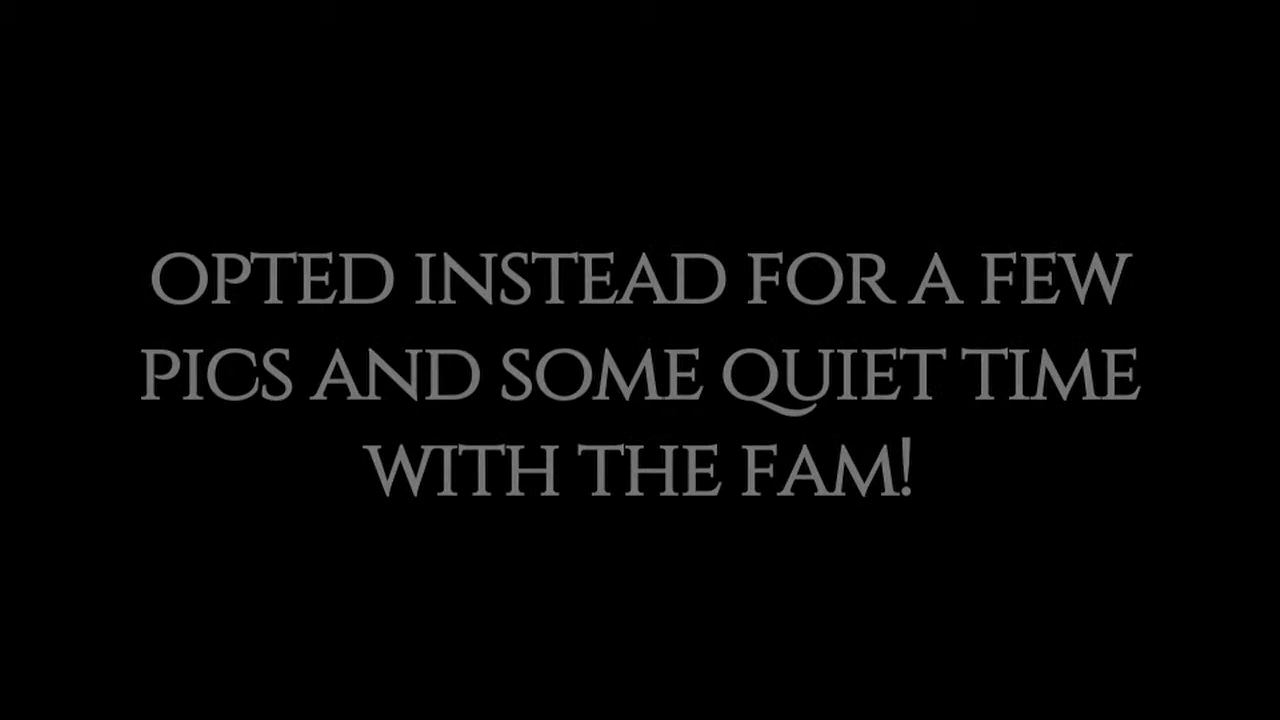 OPTED INSTEAD FOR A FEW
PICS AND SOME QUIET TIME
WITH THE FAM!